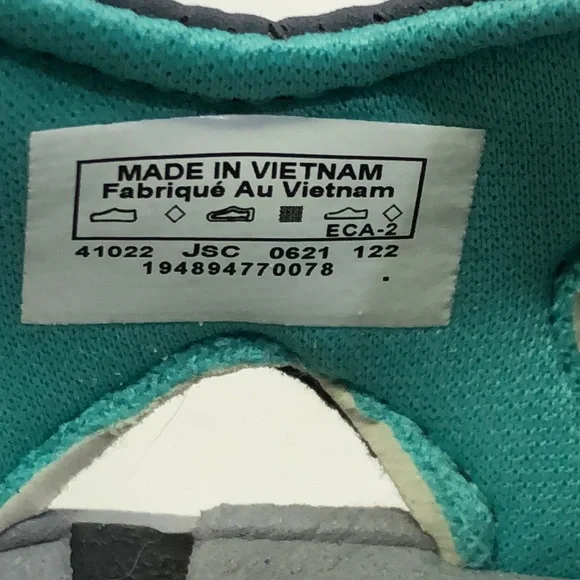 MADE IN VIETNAM
Fabriqué Au Vietnam
ECA-2
41022 JSC 0621 122
194894770078